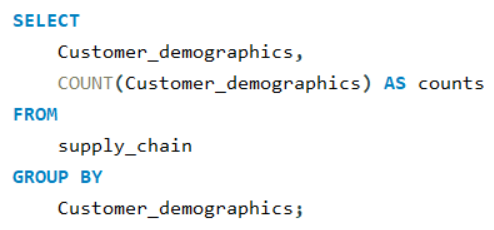 SELECT
Customer_demographics,
COUNT(Customer_demographics) AS counts
FROM
supply_chain
GROUP BY
Customer_demographics;